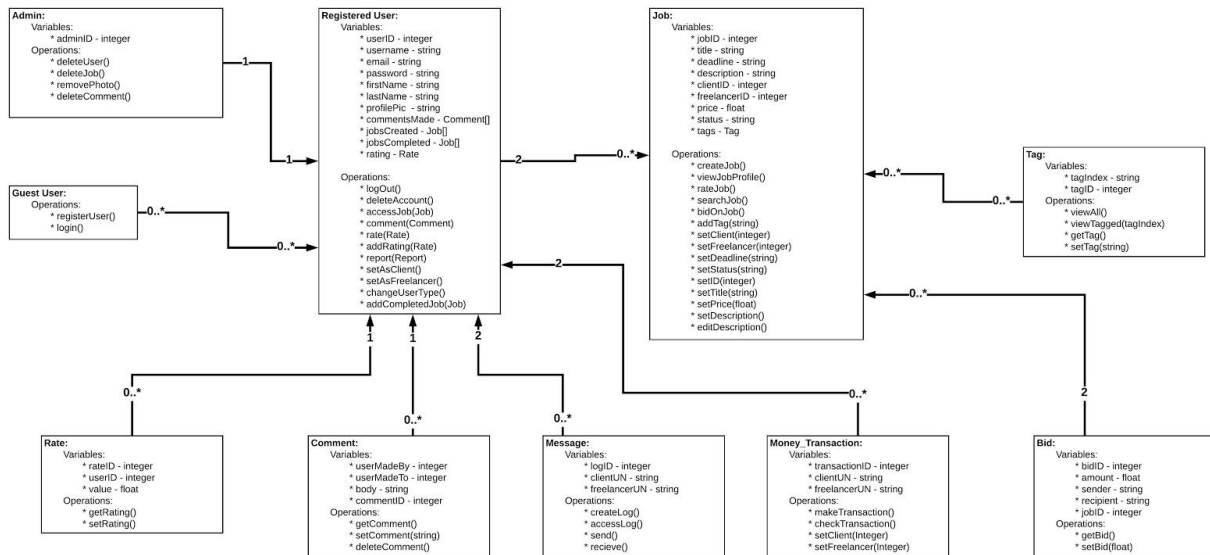 Admin:
Variables:
* adminID - integer
Operations:
* deleteUser()
* deleteJob()
* removePhoto()
* deleteComment()
1
1
Guest User:
Operations:
* registerUser()
* login()
0..*
0..*
Registered User:
Variables:
* userID - integer
* username - string
* email - string
* password - string
* firstName - string
* lastName - string
* profilePic - string
* commentsMade - Comment[]
* jobsCreated - Job[]
* jobsCompleted - Job[]
* rating - Rate
Operations:
* logOut()
* deleteAccount()
* accessJob(Job)
* comment(Comment)
* rate(Rate)
* addRating(Rate)
* report(Report)
* setAsClient()
* setAsFreelancer()
* changeUserType()
* addCompletedJob(Job)
2
0..*
Job:
Variables:
* jobID - integer
* title - string
* deadline - string
* description - string
* clientID - integer
* freelancerID - integer
* price - float
* status - string
* tags - Tag
Operations:
* createJob()
* viewJobProfile()
* rateJob()
* searchJob()
* bidOnJob()
* addTag(string)
* setClient(integer)
* setFreelancer(integer)
* setDeadline(string)
* setStatus(string)
* setID(integer)
* setTitle(string)
* setPrice(float)
* setDescription()
* editDescription()
0..*
0..*
Tag:
Variables:
* tagIndex - string
* tagID - integer
Operations:
* viewAll()
* viewTagged(tagIndex)
* getTag()
* setTag(string)
2
0..*
1
1
2
0..*
0..*
0..*
0..*
2
Rate:
Variables:
* rateID - integer
* userID - integer
* value - float
Operations:
* getRating()
* setRating()
Comment:
Variables:
* userMadeBy - integer
* userMadeTo - integer
* body - string
* commentID - integer
Operations:
* getComment()
* setComment(string)
* deleteComment()
Message:
Variables:
* logID - integer
* clientUN - string
* freelancerUN - string
Operations:
* createLog()
* accessLog()
* send()
* recieve()
Money_Transaction:
Variables:
* transactionID - integer
* clientUN - string
* freelancerUN - string
Operations:
* makeTransaction()
* checkTransaction()
* setClient(Integer)
* setFreelancer(Integer)
Bid:
Variables:
* bidID - integer
* amount - float
* sender - string
* recipient - string
* jobID - integer
Operations:
* getBid()
* setBid(float)